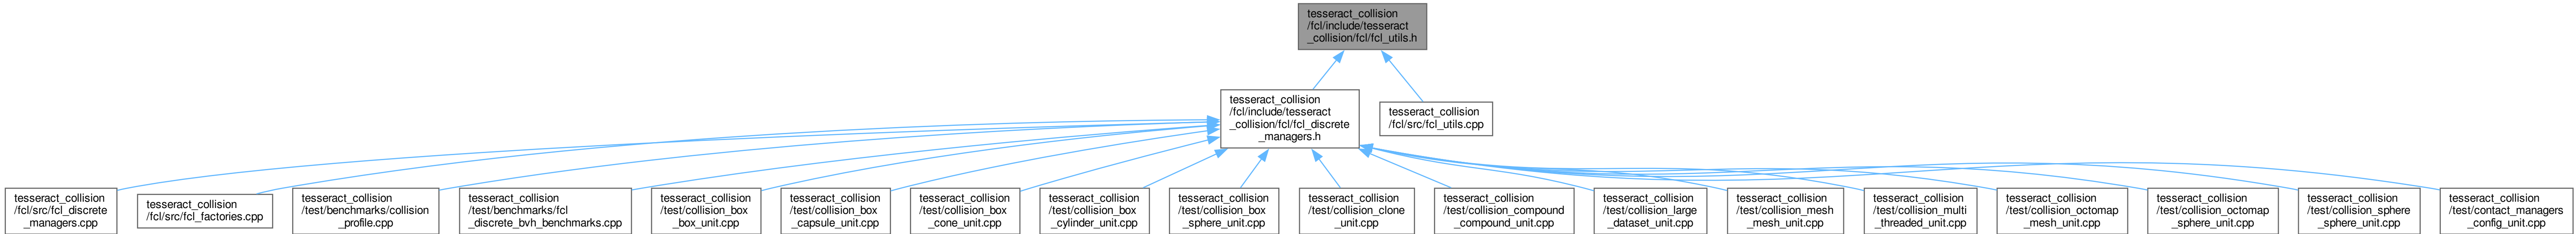 tesseract_collision
/fcl/include/tesseract
_collision/fcl/fcl_utils.h
tesseract_collision
/fcl/include/tesseract
_collision/fcl/fcl_discrete
_managers.h
tesseract_collision
/fcl/src/fcl_utils.cpp
tesseract_collision
/fcl/src/fcl_discrete
_managers.cpp
tesseract_collision
/fcl/src/fcl_factories.cpp
tesseract_collision
/test/benchmarks/collision
_profile.cpp
tesseract_collision
/test/benchmarks/fcl
_discrete_bvh_benchmarks.cpp
tesseract_collision
/test/collision_box
_box_unit.cpp
tesseract_collision
/test/collision_box
_capsule_unit.cpp
tesseract_collision
/test/collision_box
_cone_unit.cpp
tesseract_collision
/test/collision_box
_cylinder_unit.cpp
tesseract_collision
/test/collision_box
_sphere_unit.cpp
tesseract_collision
/test/collision_clone
_unit.cpp
tesseract_collision
/test/collision_compound
_compound_unit.cpp
tesseract_collision
/test/collision_large
_dataset_unit.cpp
tesseract_collision
/test/collision_mesh
_mesh_unit.cpp
tesseract_collision
/test/collision_multi
_threaded_unit.cpp
tesseract_collision
/test/collision_octomap
_mesh_unit.cpp
tesseract_collision
/test/collision_octomap
_sphere_unit.cpp
tesseract_collision
/test/collision_sphere
_sphere_unit.cpp
tesseract_collision
/test/contact_managers
_config_unit.cpp